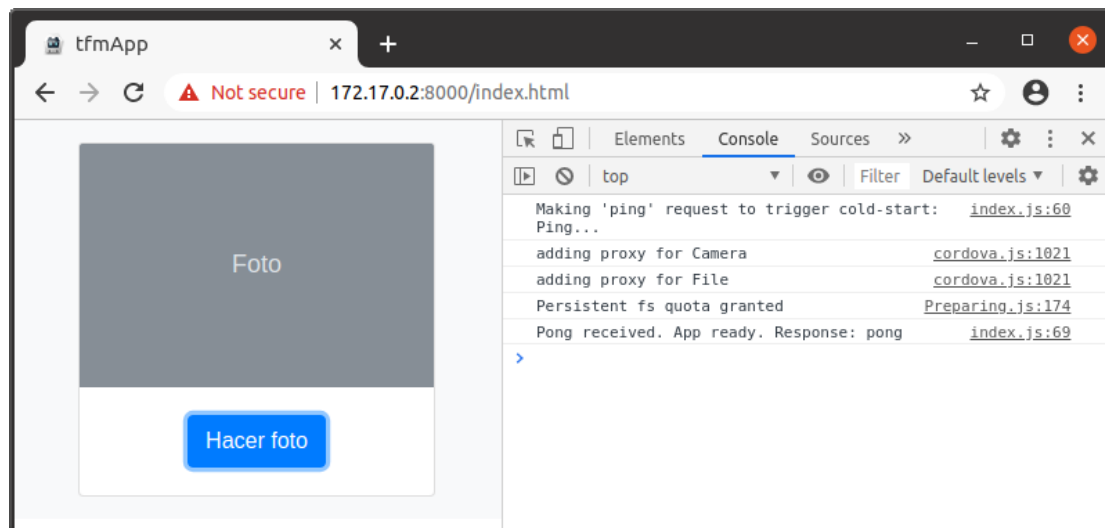 tfmApp
Not secure 172.17.0.2:8000/index.html
Foto
Hacer foto
Elements Console Sources »
top Filter Default levels
Making 'ping' request to trigger cold-start: index.js:60
Ping...
adding proxy for Camera cordova.js:1021
adding proxy for File cordova.js:1021
Persistent fs quota granted Preparing.js:174
Pong received. App ready. Response: pong index.js:69